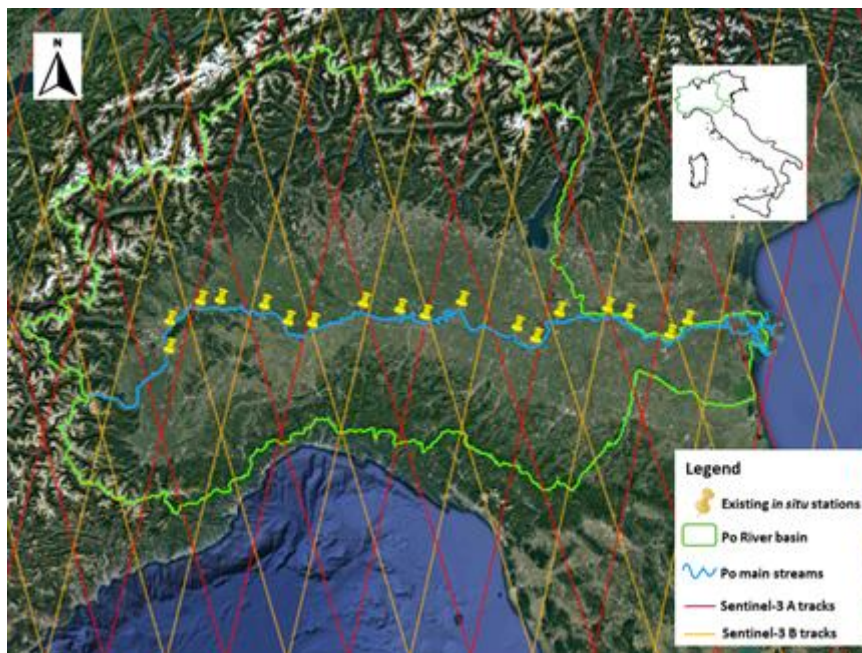 N
Legend
Existing in situ stations
Po River basin
Po main streams
Sentinel-3 A tracks
Sentinel-3 B tracks